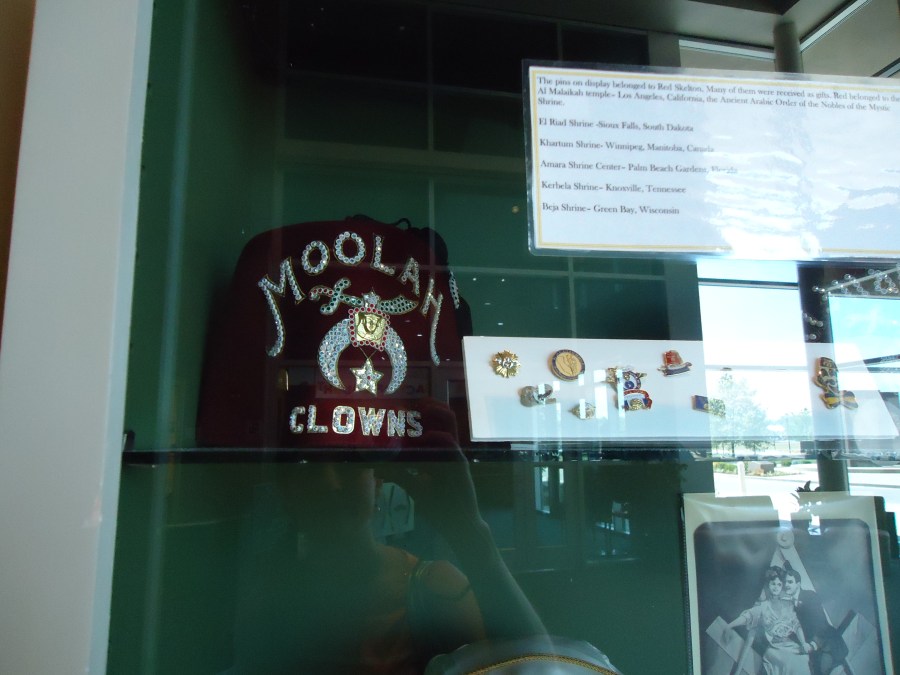 The pins on display belonged to Red Skelton. Many of them were received as gifts. Red belonged to the
Al Malaikah temple- Los Angeles, California, the Ancient Arabic Order of the Nobles of the Mystic
Shrine.
El Riad Shrine -Sioux Falls, South Dakota
Khartum Shrine- Winnipeg, Manitoba, Canada
Amara Shrine Center- Palm Beach Gardens, Florida
Kerbela Shrine- Knoxville, Tennessee
Beja Shrine- Green Bay, Wisconsin
MOOLAH
CLOWNS